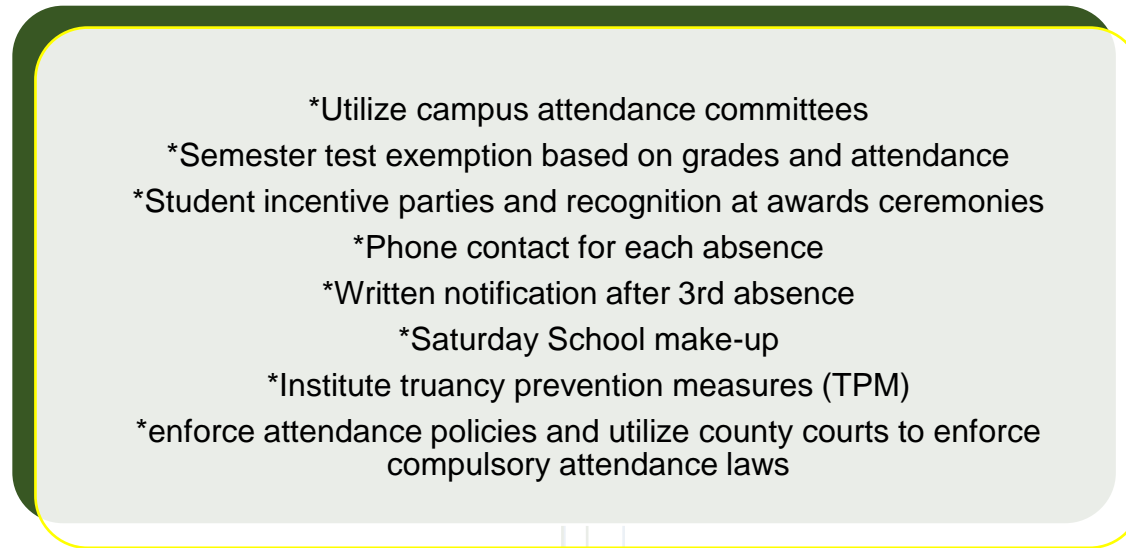 *Utilize campus attendance committees
*Semester test exemption based on grades and attendance
*Student incentive parties and recognition at awards ceremonies
*Phone contact for each absence
*Written notification after 3rd absence
*Saturday School make-up
*Institute truancy prevention measures (TPM)
*enforce attendance policies and utilize county courts to enforce
compulsory attendance laws